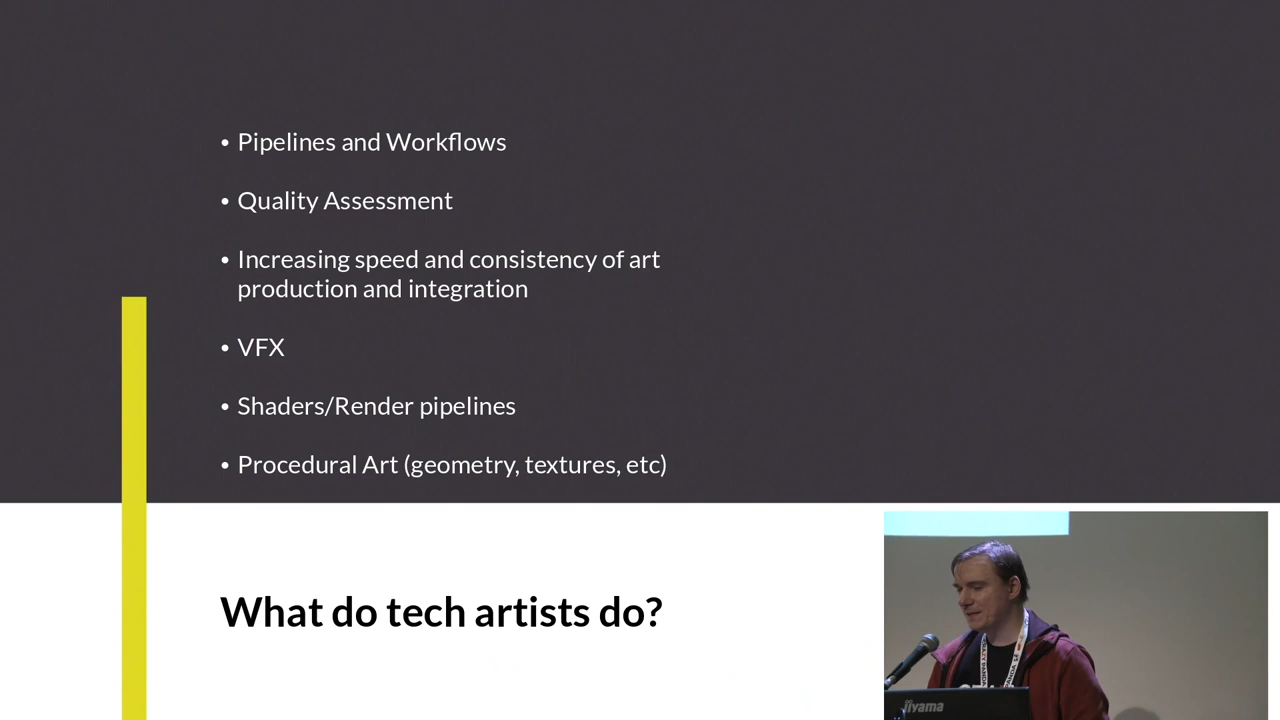 • Pipelines and Workflows
• Quality Assessment
• Increasing speed and consistency of art
production and integration
• VFX
• Shaders/Render pipelines
• Procedural Art (geometry, textures, etc)
What do tech artists do?
iiyama